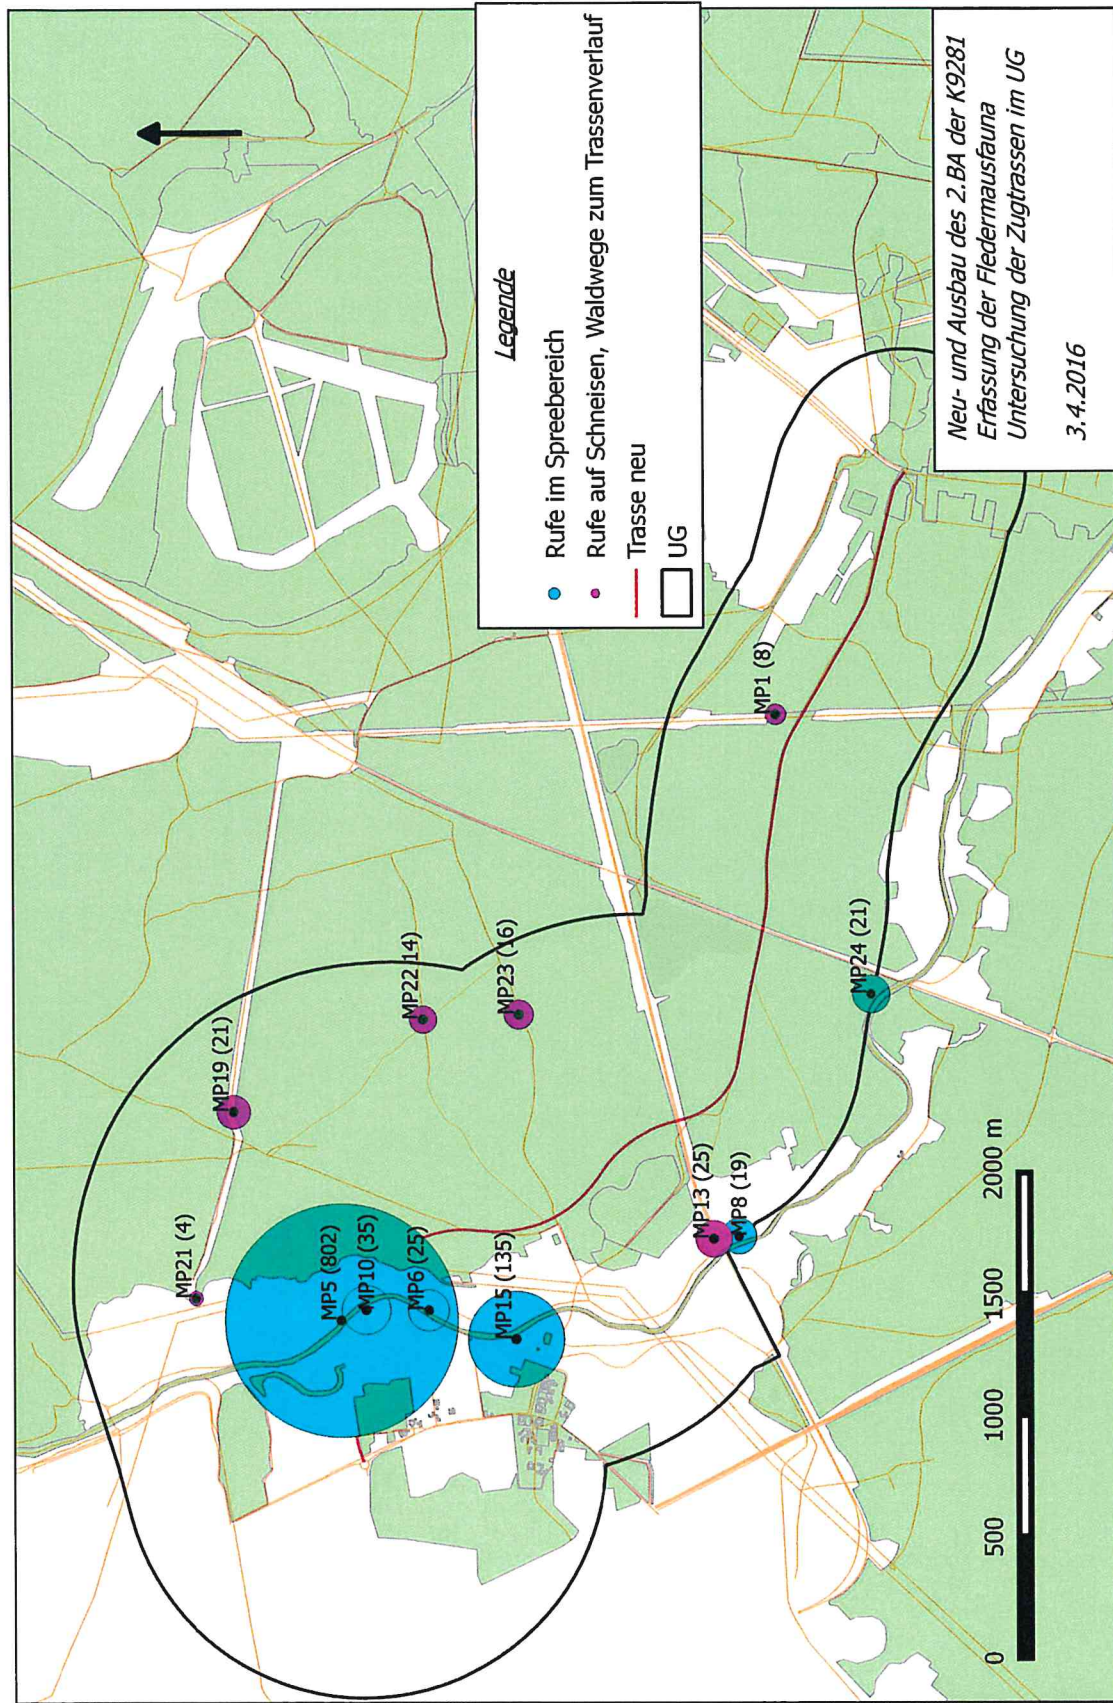 Legende
Rufe im Spreebereich
Rufe auf Schneisen, Waldwege zum Trassenverlauf
Trasse neu
UG
MP21 (4)
MP19 (21)
MP5 (802)
MP10 (35)
MP6 (25)
MP15 (135)
MP22 (14)
MP23 (16)
MP13 (25)
MP8 (19)
MP24 (21)
MP1 (8)
0 500 1000 1500 2000 m
Neu- und Ausbau des 2.BA der K9281
Erfassung der Fledermausfauna
Untersuchung der Zugtrassen im UG
3.4.2016